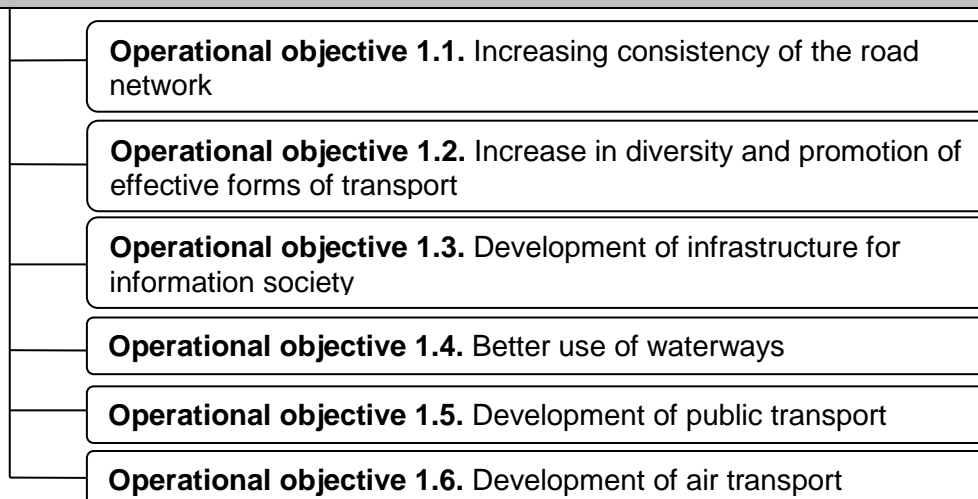 Operational objective 1.1. Increasing consistency of the road
network
Operational objective 1.2. Increase in diversity and promotion of
effective forms of transport
Operational objective 1.3. Development of infrastructure for
information society
Operational objective 1.4. Better use of waterways
Operational objective 1.5. Development of public transport
Operational objective 1.6. Development of air transport